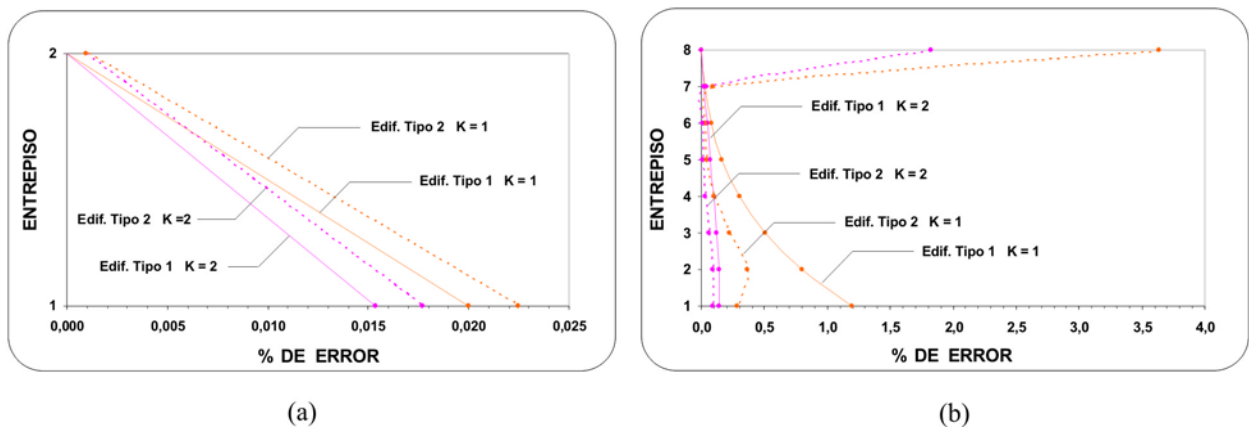 ENTREPISO
2
1
Edif. Tipo 2 K = 1
Edif. Tipo 1 K = 1
Edif. Tipo 2 K =2
Edif. Tipo 1 K = 2
0,000 0,005 0,010 0,015 0,020 0,025
% DE ERROR
(a)
ENTREPISO
8
7
6
5
4
3
2
1
Edif. Tipo 1 K = 2
Edif. Tipo 2 K = 2
Edif. Tipo 2 K = 1
Edif. Tipo 1 K = 1
0,0 0,5 1,0 1,5 2,0 2,5 3,0 3,5 4,0
% DE ERROR
(b)